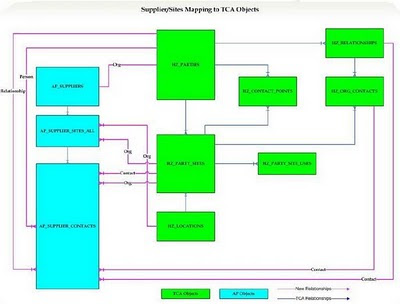 Supplier/Sites Mapping to TCA Objects
HZ_PARTIES
HZ_RELATIONSHIPS
Person
Org
Relationship
AP_SUPPLIERS
HZ_CONTACT_POINTS
HZ_ORG_CONTACTS
AP_SUPPLIER_SITES_ALL
Org
Org
HZ_PARTY_SITES
HZ_PARTY_SITE_USES
Contact
Org
AP_SUPPLIER_CONTACTS
HZ_LOCATIONS
Contact
Contact
TCA Objects
AP Objects
New Relationships
TCA Relationships